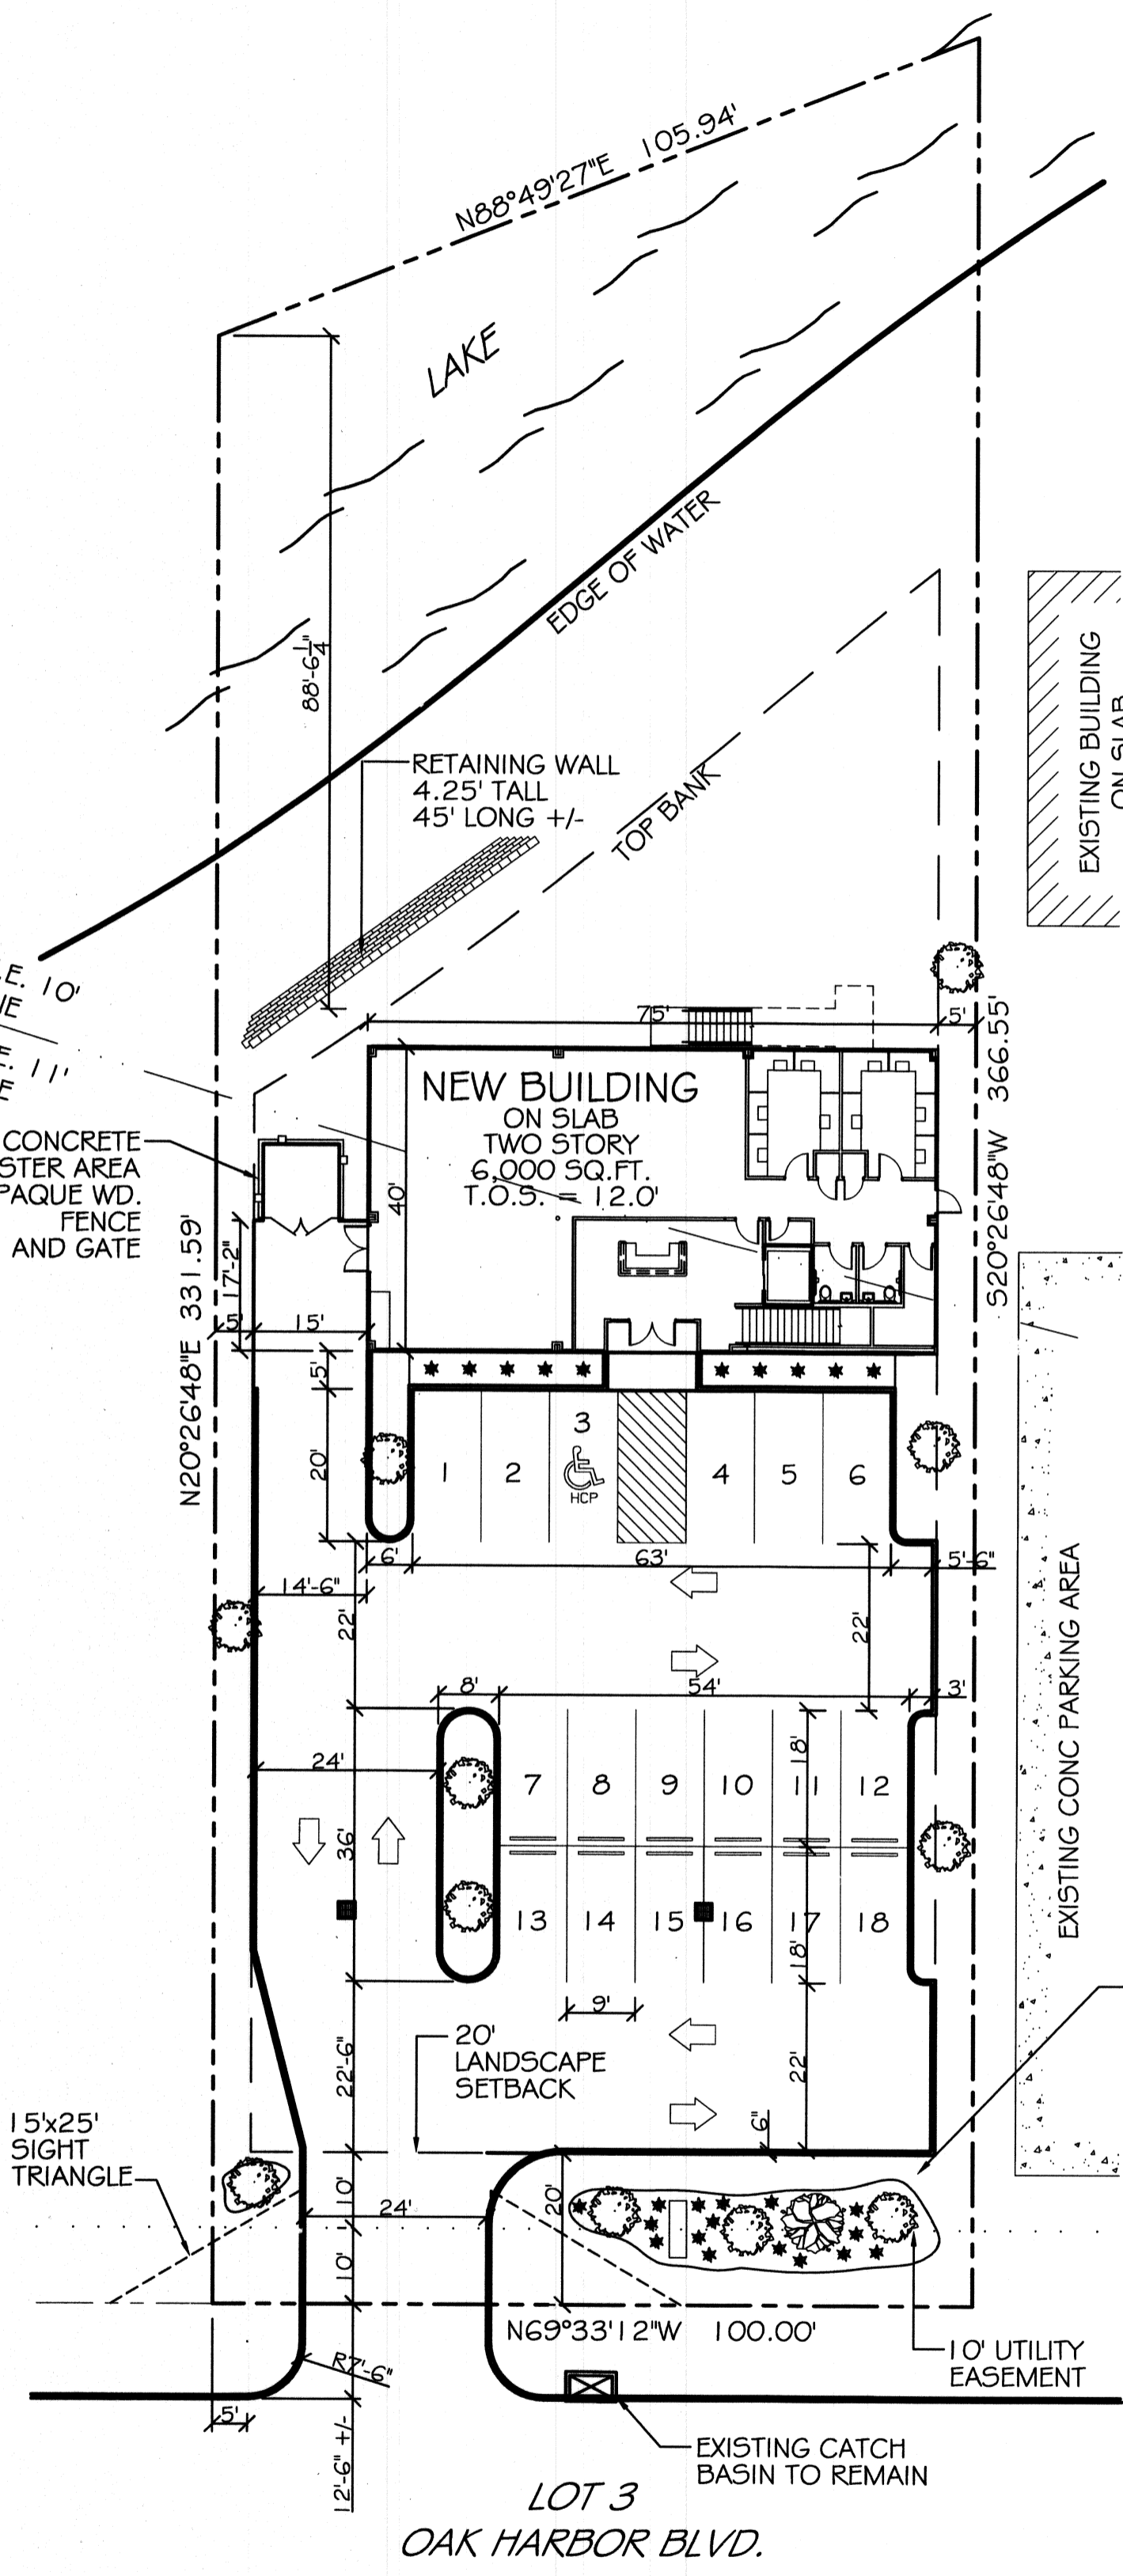 N88°49'27"E 105.94'
LAKE
EDGE OF WATER
88'-6¼"
RETAINING WALL
4.25' TALL
45' LONG +/-
TOP BANK
EXISTING BUILDING
ON SLAB
.E. 10'
E. 11'
75'
5'
S20°26'48"W 366.55'
NEW BUILDING
ON SLAB
TWO STORY
6,000 SQ.FT.
T.O.S. = 12.0'
40'
CONCRETE
STER AREA
PAQUE WD.
FENCE
AND GATE
N20°26'48"E 331.59'
17'-2"
5'
15'
5'
20'
1
2
3
HCP
4
5
6
6'
63'
5'-6"
14'-6"
22'
22'
8'
54'
3'
24'
18'
7
8
9
10
11
12
36'
13
14
15
16
17
18
18'
9'
EXISTING CONC PARKING AREA
22'-6"
20'
LANDSCAPE
SETBACK
22'
6"
15'x25'
SIGHT
TRIANGLE
10'
24'
20'
10'
N69°33'12"W 100.00'
10' UTILITY
EASEMENT
R7'-6"
5'
12'-6" +/-
EXISTING CATCH
BASIN TO REMAIN
LOT 3
OAK HARBOR BLVD.